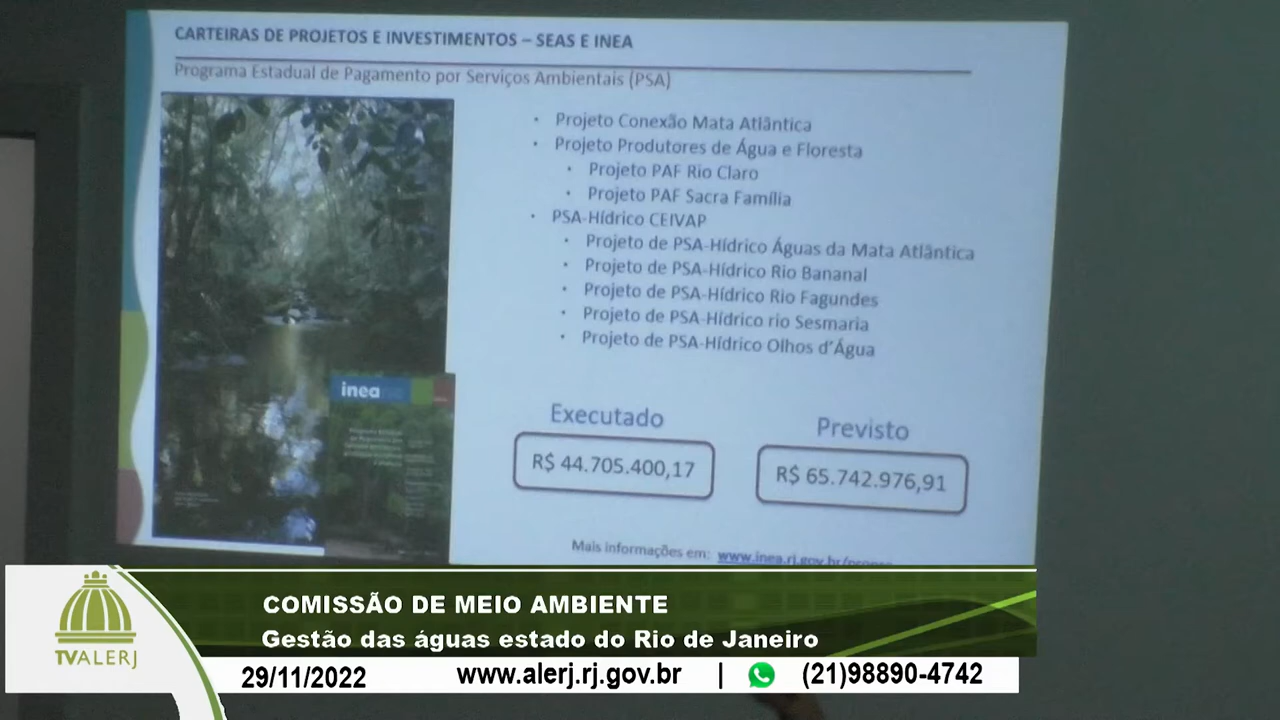 CARTEIRAS DE PROJETOS E INVESTIMENTOS – SEAS E INEA
Programa Estadual de Pagamento por Serviços Ambientais (PSA)
• Projeto Conexão Mata Atlântica
• Projeto Produtores de Água e Floresta
• Projeto PAF Rio Claro
• Projeto PAF Sacra Família
• PSA-Hídrico CEIVAP
• Projeto de PSA-Hídrico Águas da Mata Atlântica
• Projeto de PSA-Hídrico Rio Bananal
• Projeto de PSA-Hídrico Rio Fagundes
• Projeto de PSA-Hídrico rio Sesmaria
• Projeto de PSA-Hídrico Olhos d'Água
inea
Executado
R$ 44.705.400,17
Previsto
R$ 65.742.976,91
Mais informações em: www.inea.rj.gov.br/
COMISSÃO DE MEIO AMBIENTE
Gestão das águas estado do Rio de Janeiro
TVALERJ
29/11/2022 www.alerj.rj.gov.br | (21)98890-4742